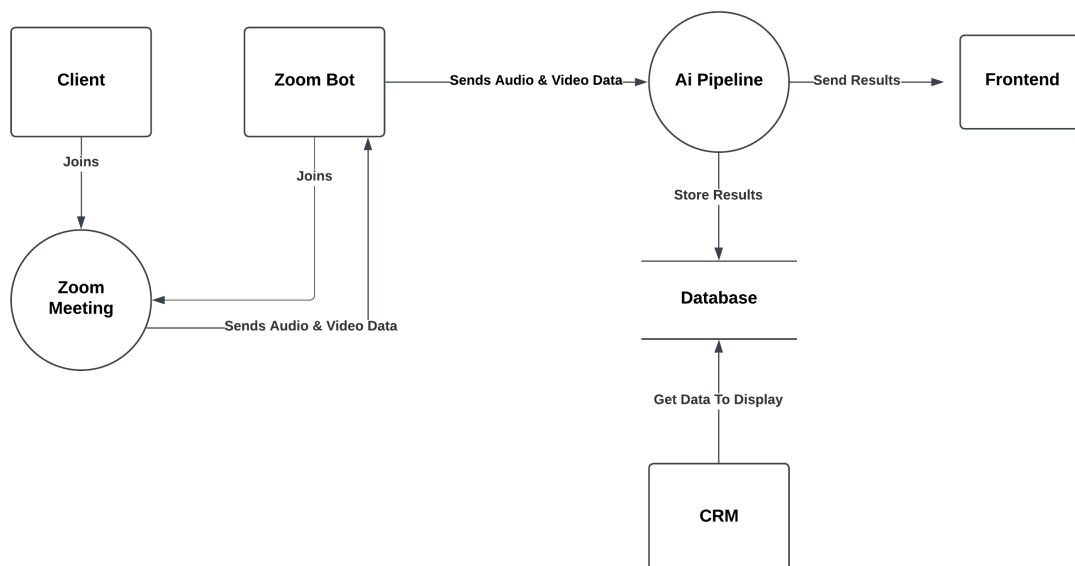 Client
Zoom Bot
Sends Audio & Video Data
Ai Pipeline
Send Results
Frontend
Joins
Joins
Store Results
Zoom
Meeting
Sends Audio & Video Data
Database
Get Data To Display
CRM